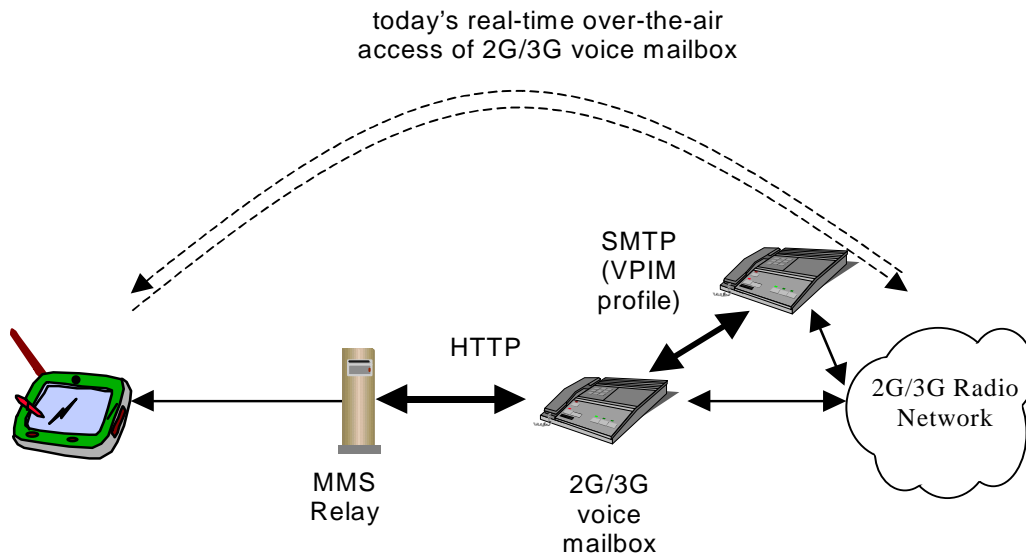 today's real-time over-the-air
access of 2G/3G voice mailbox
SMTP
(VPIM
profile)
HTTP
2G/3G Radio
Network
MMS
Relay
2G/3G
voice
mailbox